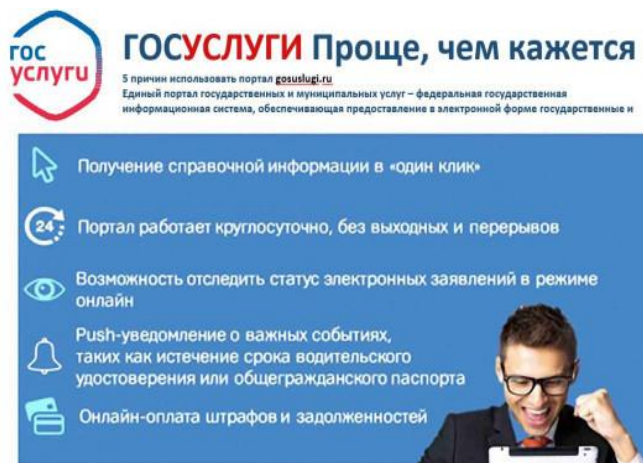 гос
услуги
ГОСУСЛУГИ Проще, чем кажется
5 причин использовать портал gosuslugi.ru
Единый портал государственных и муниципальных услуг – федеральная государственная
информационная система, обеспечивающая предоставление в электронной форме государственные и
Получение справочной информации в «один клик»
24
Портал работает круглосуточно, без выходных и перерывов
Возможность отследить статус электронных заявлений в режиме
онлайн
Push-уведомление о важных событиях,
таких как истечение срока водительского
удостоверения или общегражданского паспорта
Онлайн-оплата штрафов и задолженностей